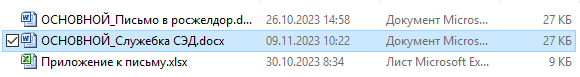 ОСНОВНОЙ_Письмо в росжелдор.d... 26.10.2023 14:58 Документ Micros... 27 КБ
ОСНОВНОЙ_Служебка СЭД.docx 09.11.2023 10:22 Документ Micros... 27 КБ
Приложение к письму.xlsx 30.10.2023 8:34 Лист Microsoft Ex... 9 КБ